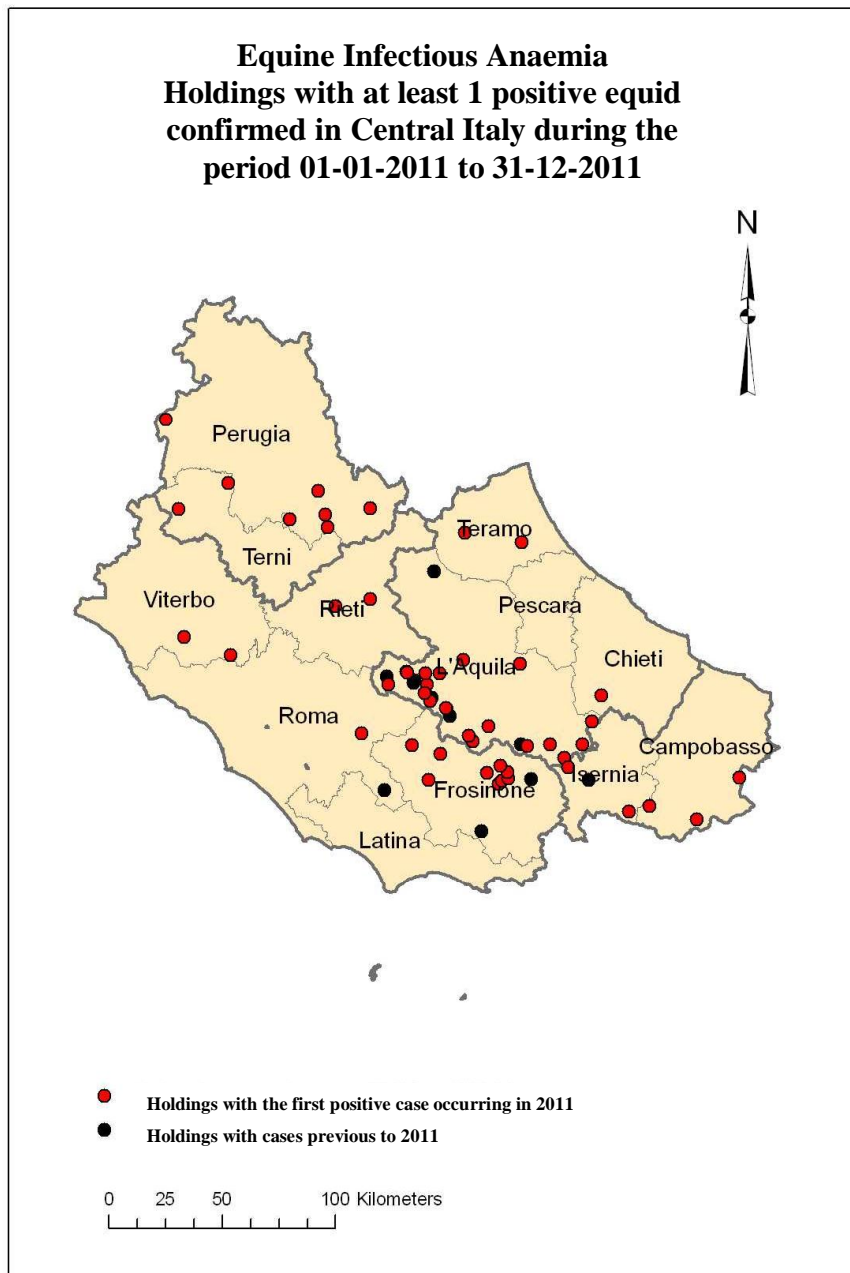 Equine Infectious Anaemia
Holdings with at least 1 positive equid
confirmed in Central Italy during the
period 01-01-2011 to 31-12-2011
N
Perugia
Teramo
Terni
Viterbo
Rieti
Pescara
L'Aquila
Chieti
Roma
Campobasso
Isernia
Frosinone
Latina
Holdings with the first positive case occurring in 2011
Holdings with cases previous to 2011
0 25 50 100 Kilometers